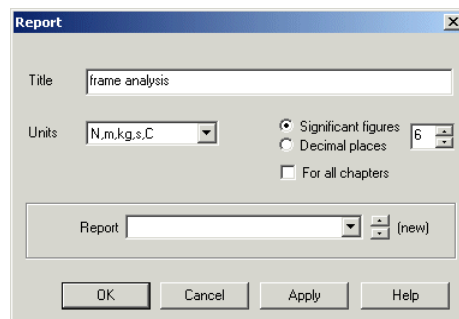 Report
Title frame analysis
Units N,m,kg,s,C Significant figures 6
Decimal places
For all chapters
Report (new)
OK Cancel Apply Help